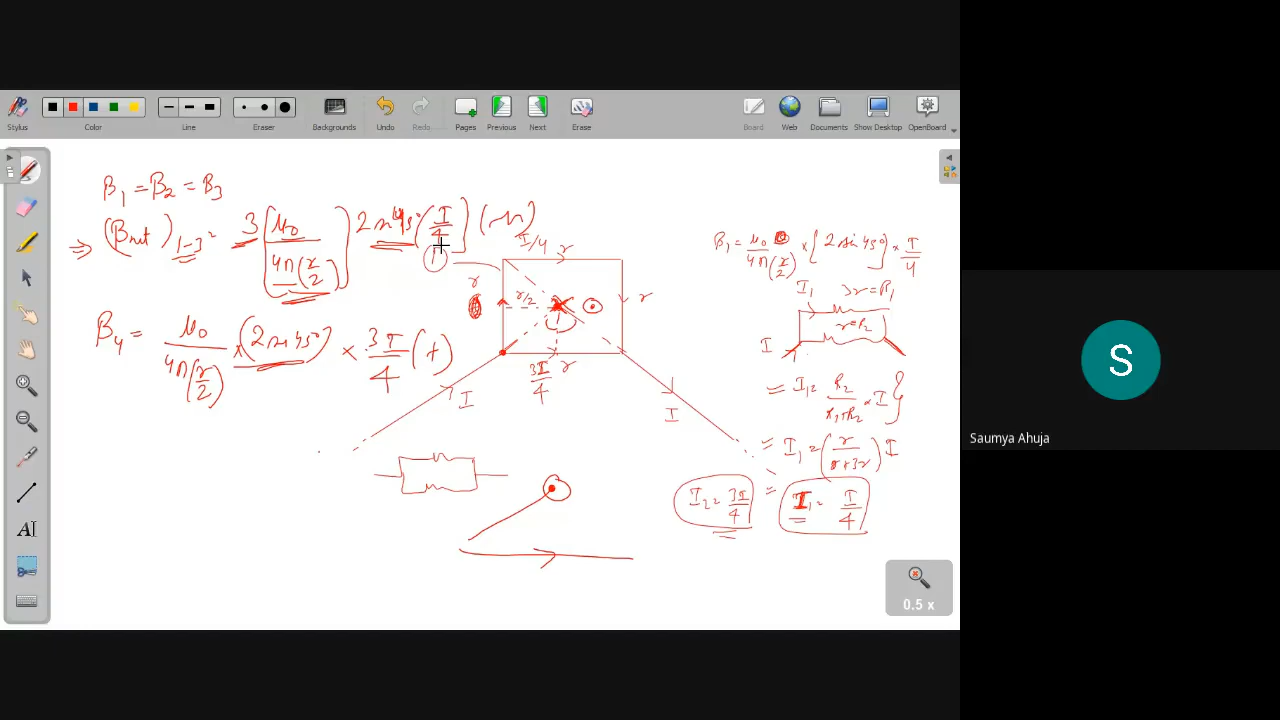 Stylus
Color
Line
Eraser
Backgrounds
Undo
Redo
Pages
Previous
Next
Erase
Board
Web
Documents
Show Desktop
OpenBoard
B₁ = B₂ = B₃
⇒ (Bnet)₁₋₃ = 3 [μ₀ / 4π(r/2)] 2 sin 45° (I/4]
B₄ = μ₀ / 4π(r/2) × (2 sin 45°) × 3I/4 (+)
1
I/4
r
r
r/2
r
3I/4
r
I
I
B₁ = μ₀ / 4π(r/2) × {2 sin 45°} × I/4
I₁
3r = R₁
r = R₂
I
= I₁ = R₂ / R₁+R₂ × I }
= I₁ = (r / r+3r) I
I₂ = 3I/4
= I₁ = I/4
0.5 x
S
Saumya Ahuja